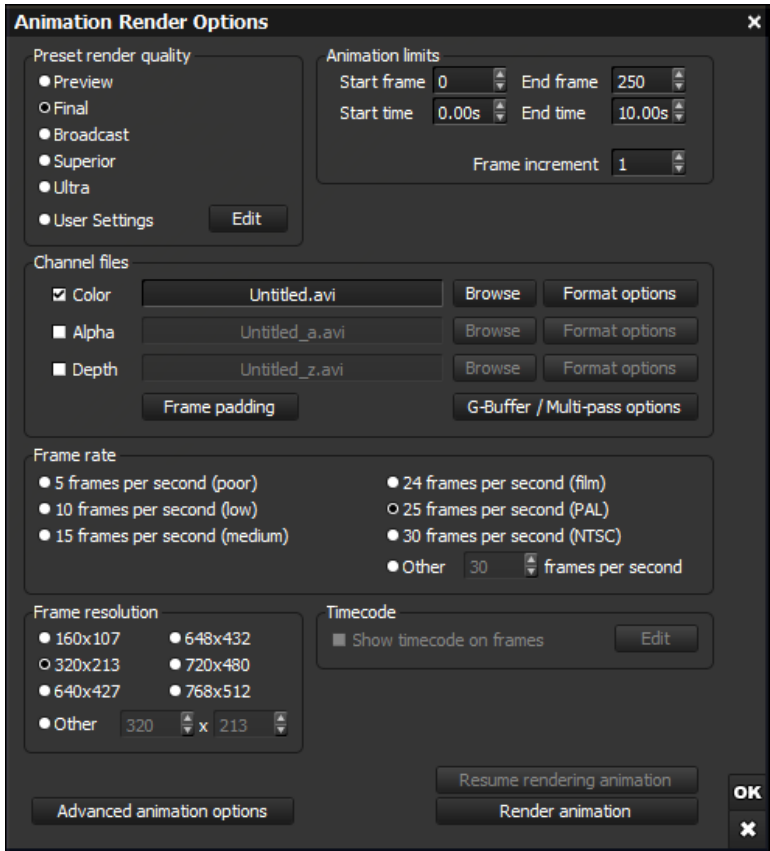 Animation Render Options
Preset render quality
Preview
Final
Broadcast
Superior
Ultra
User Settings Edit
Animation limits
Start frame 0 End frame 250
Start time 0.00s End time 10.00s
Frame increment 1
Channel files
Color Untitled.avi Browse Format options
Alpha Untitled_a.avi Browse Format options
Depth Untitled_z.avi Browse Format options
Frame padding G-Buffer / Multi-pass options
Frame rate
5 frames per second (poor)
10 frames per second (low)
15 frames per second (medium)
24 frames per second (film)
25 frames per second (PAL)
30 frames per second (NTSC)
Other 30 frames per second
Frame resolution
160x107 648x432
320x213 720x480
640x427 768x512
Other 320 x 213
Timecode
Show timecode on frames Edit
Resume rendering animation
Advanced animation options Render animation
OK